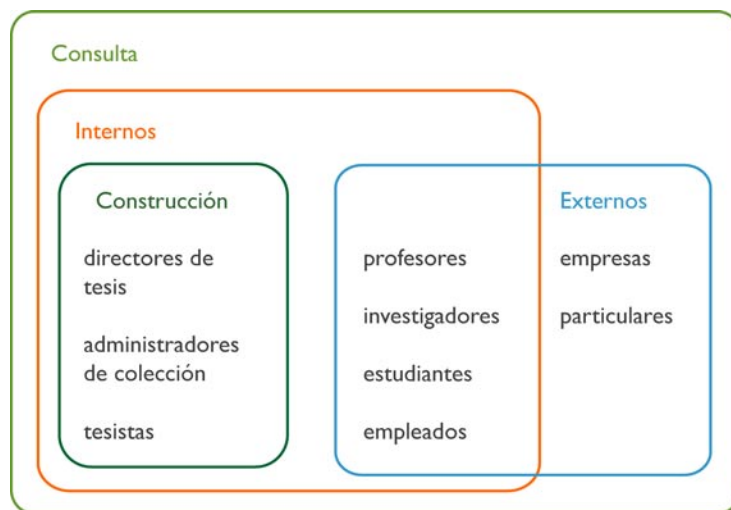 Consulta
Internos
Construcción
directores de
tesis
administradores
de colección
tesistas
profesores
investigadores
estudiantes
empleados
Externos
empresas
particulares